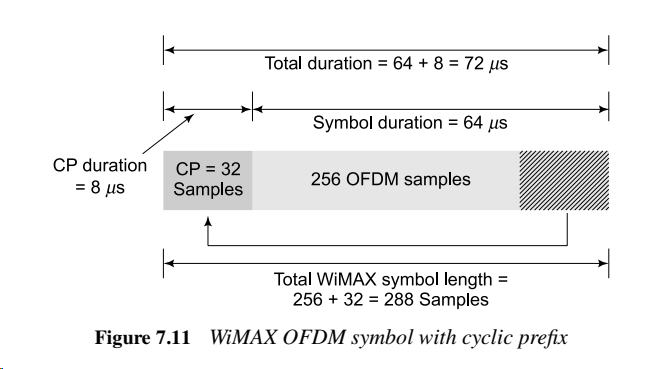 Total duration = 64 + 8 = 72 μs
Symbol duration = 64 μs
CP duration
= 8 μs
CP = 32
Samples
256 OFDM samples
Total WiMAX symbol length =
256 + 32 = 288 Samples
Figure 7.11 WiMAX OFDM symbol with cyclic prefix